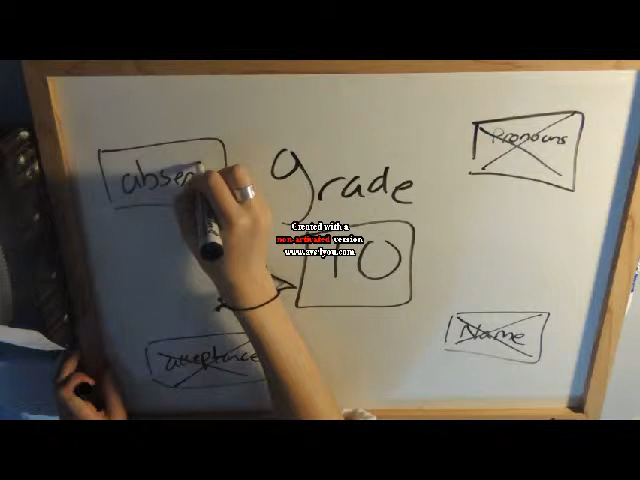 absen
grade
Pronouns
Created with a
non-activated version
www.avs4you.com
10
Name
acceptance